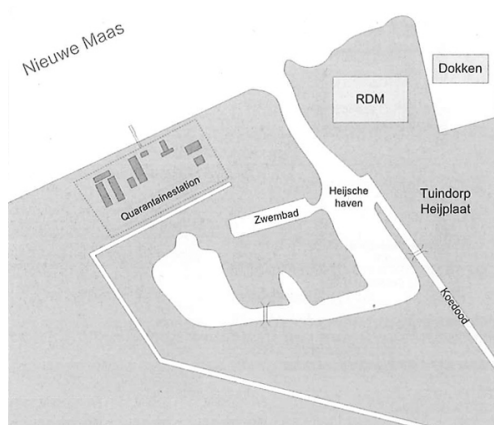 Nieuwe Maas
Dokken
RDM
Quarantainestation
Heijsche
haven
Zwembad
Tuindorp
Heijplaat
Koedood